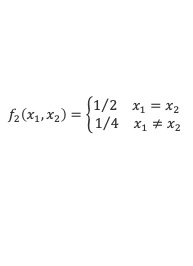 f₂(x₁, x₂) = { 1/2 x₁ = x₂
1/4 x₁ ≠ x₂